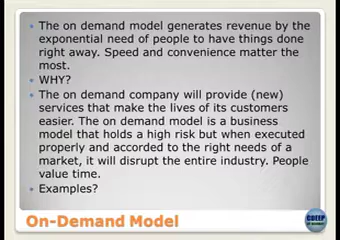 The on demand model generates revenue by the
exponential need of people to have things done
right away. Speed and convenience matter the
most.
WHY?
The on demand company will provide (new)
services that make the lives of its customers
easier. The on demand model is a business
model that holds a high risk but when executed
properly and accorded to the right needs of a
market, it will disrupt the entire industry. People
value time.
Examples?
On-Demand Model
CDEEP